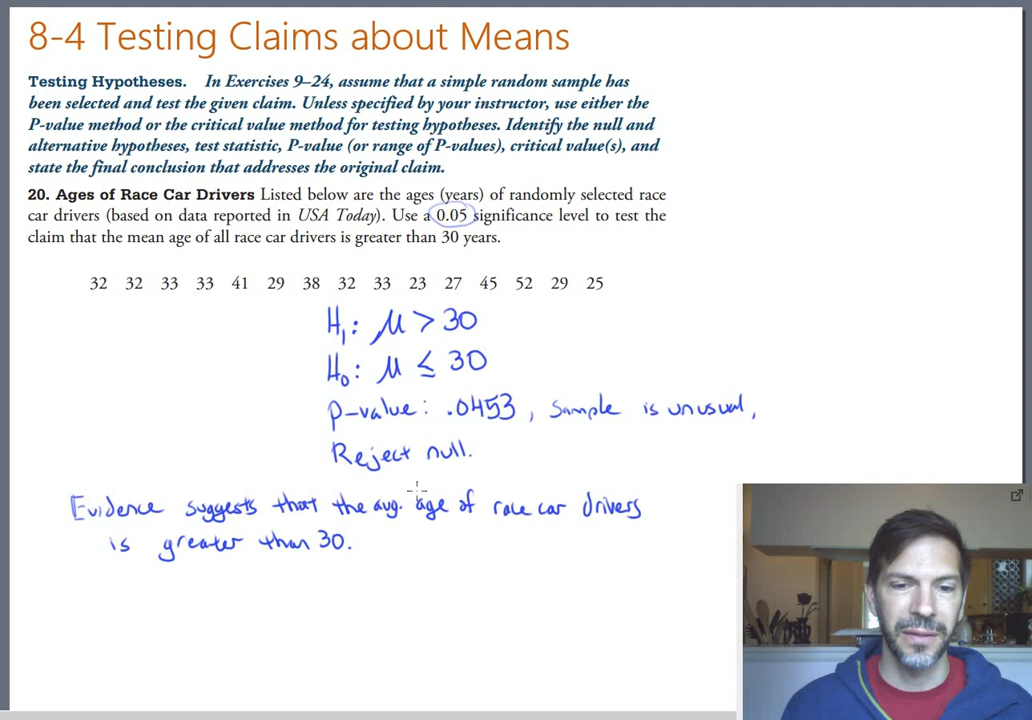 8-4 Testing Claims about Means
Testing Hypotheses. In Exercises 9–24, assume that a simple random sample has
been selected and test the given claim. Unless specified by your instructor, use either the
P-value method or the critical value method for testing hypotheses. Identify the null and
alternative hypotheses, test statistic, P-value (or range of P-values), critical value(s), and
state the final conclusion that addresses the original claim.
20. Ages of Race Car Drivers Listed below are the ages (years) of randomly selected race
car drivers (based on data reported in USA Today). Use a 0.05 significance level to test the
claim that the mean age of all race car drivers is greater than 30 years.
32 32 33 33 41 29 38 32 33 23 27 45 52 29 25
H₁: μ > 30
H₀: μ ≤ 30
p-value: .0453, Sample is unusual,
Reject null.
Evidence suggests that the avg. age of race car drivers
is greater than 30.